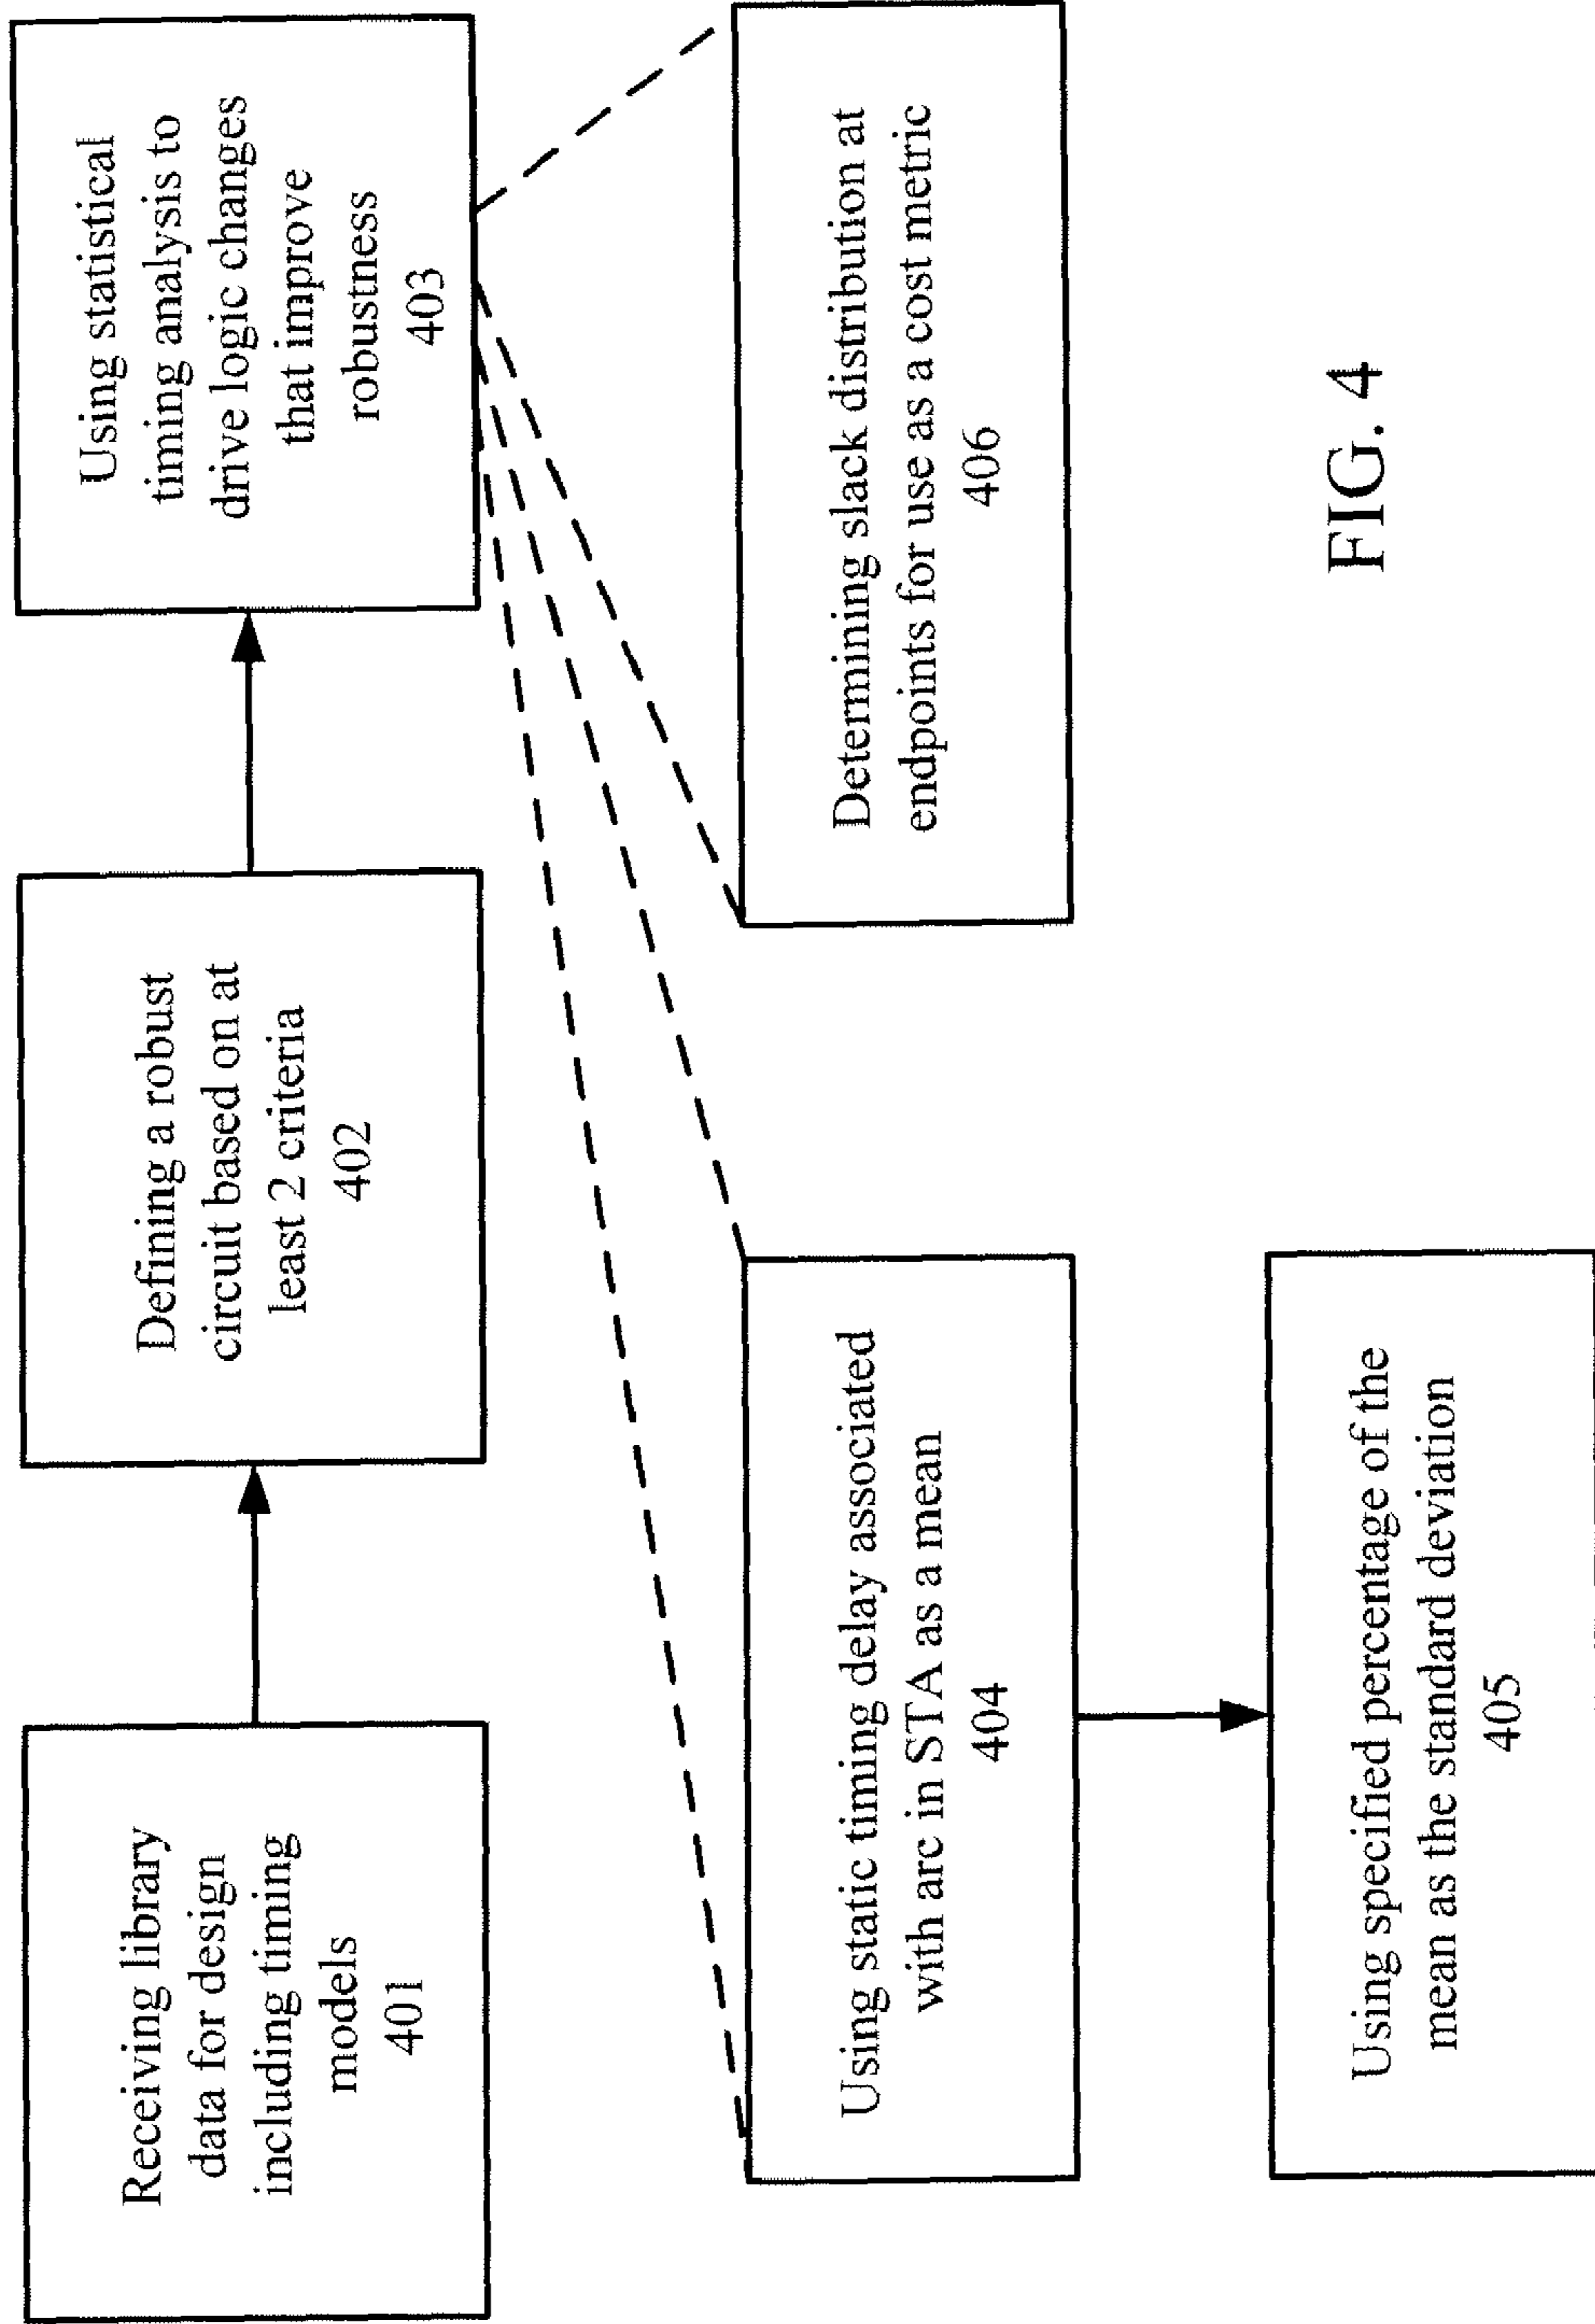 Receiving library
data for design
including timing
models
401
Defining a robust
circuit based on at
least 2 criteria
402
Using statistical
timing analysis to
drive logic changes
that improve
robustness
403
Using static timing delay associated
with arc in STA as a mean
404
Determining slack distribution at
endpoints for use as a cost metric
406
Using specified percentage of the
mean as the standard deviation
405
FIG. 4